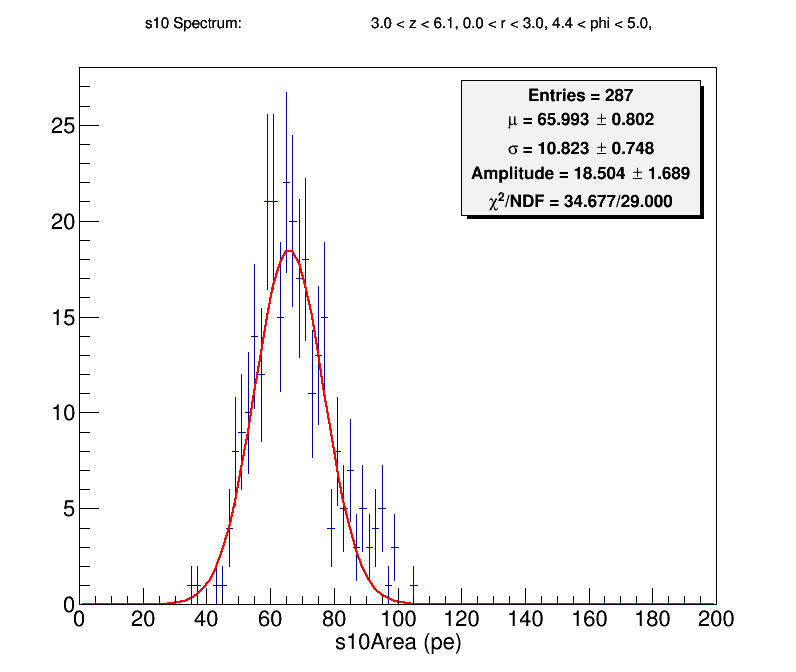 s10 Spectrum: 3.0 < z < 6.1, 0.0 < r < 3.0, 4.4 < phi < 5.0,
Entries = 287
μ = 65.993 ± 0.802
σ = 10.823 ± 0.748
Amplitude = 18.504 ± 1.689
χ²/NDF = 34.677/29.000
25
20
15
10
5
0
0 20 40 60 80 100 120 140 160 180 200
s10Area (pe)